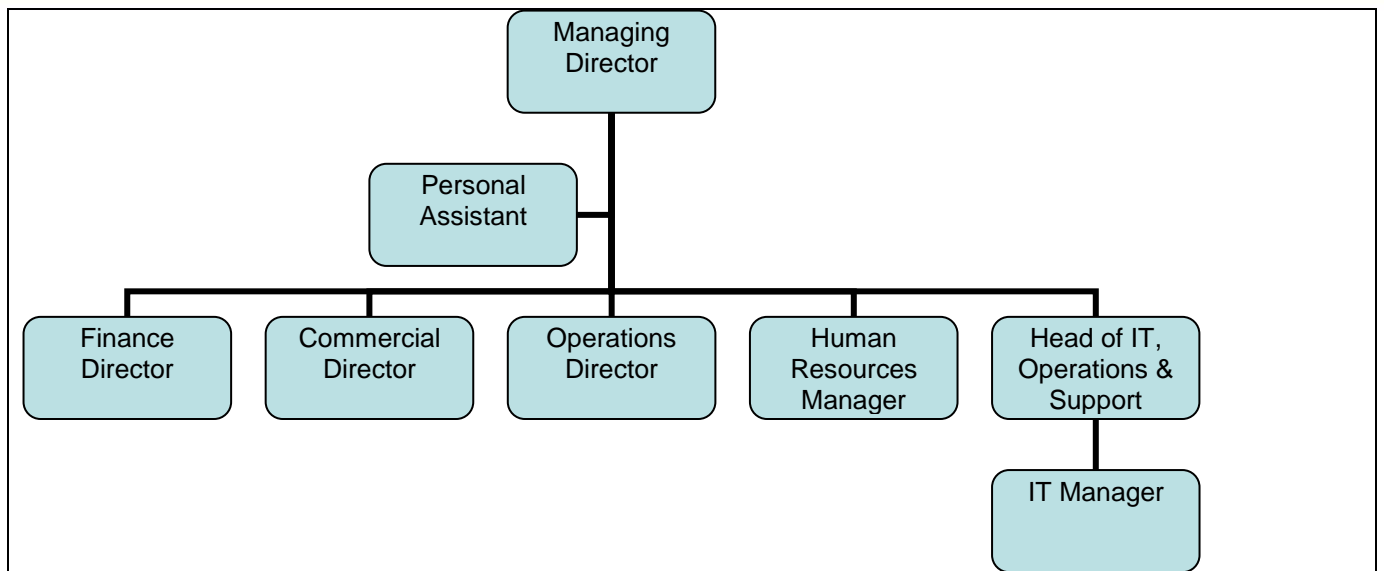 Managing
Director
Personal
Assistant
Finance
Director
Commercial
Director
Operations
Director
Human
Resources
Manager
Head of IT,
Operations &
Support
IT Manager